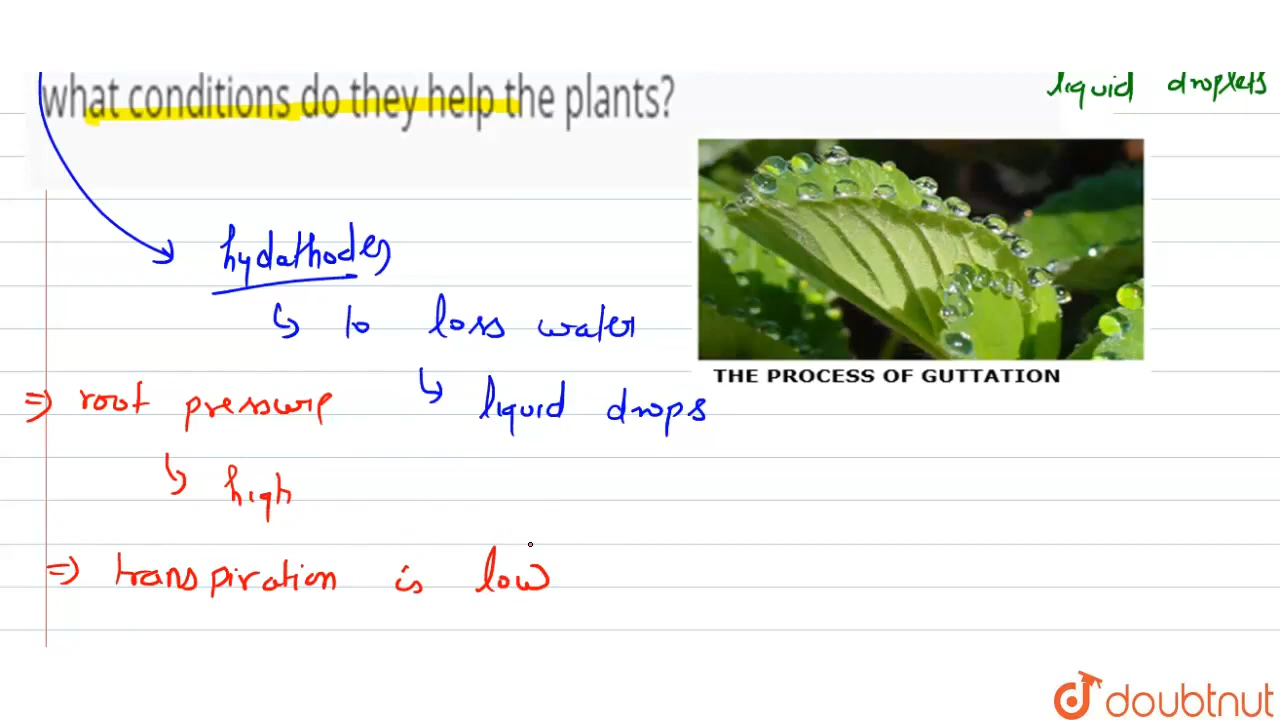 liquid droplets
what conditions do they help the plants?
hydathodes
↳ to loss water
↳ liquid drops
THE PROCESS OF GUTTATION
⇒ root pressure
↳ high
⇒ transpiration is low
doubtnut